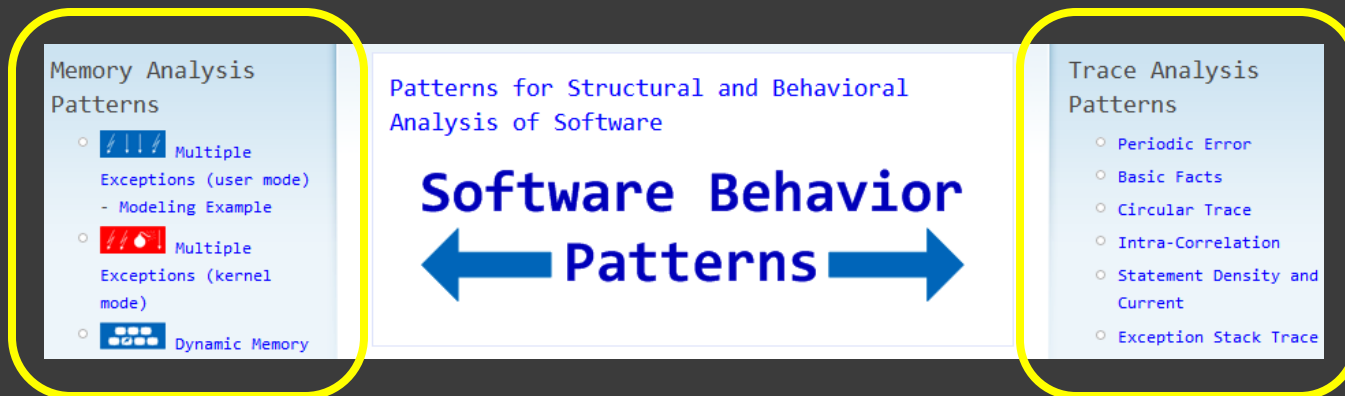 Memory Analysis
Patterns
Multiple
Exceptions (user mode)
- Modeling Example
Multiple
Exceptions (kernel
mode)
Dynamic Memory
Patterns for Structural and Behavioral
Analysis of Software
Software Behavior
Patterns
Trace Analysis
Patterns
Periodic Error
Basic Facts
Circular Trace
Intra-Correlation
Statement Density and
Current
Exception Stack Trace